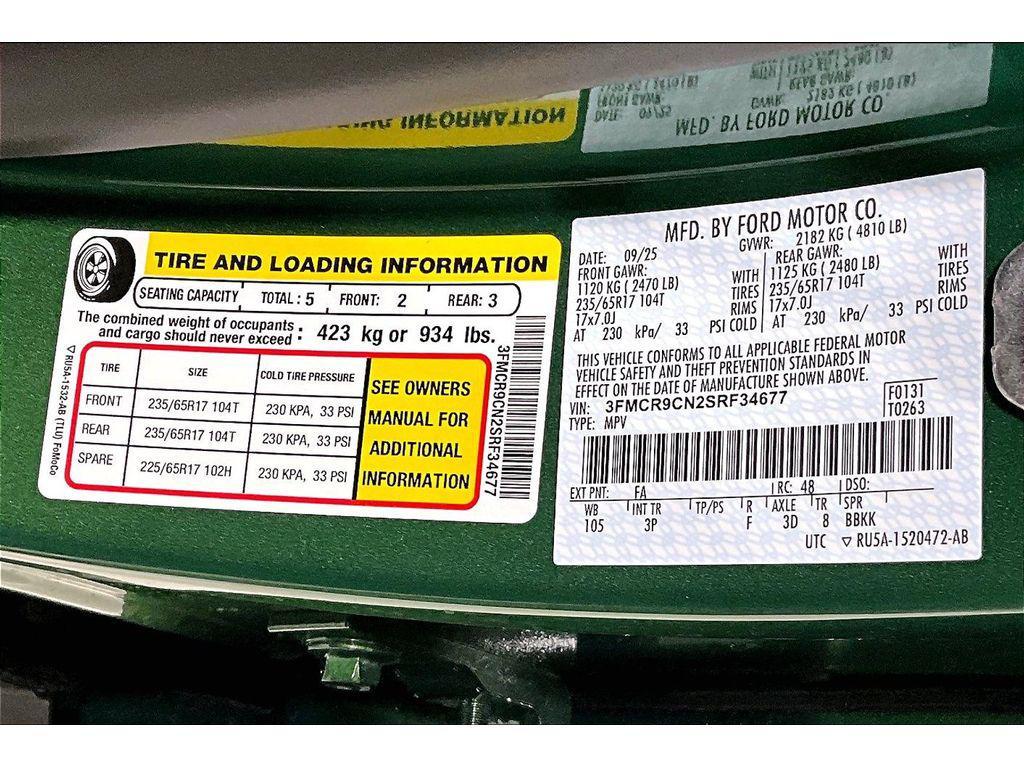 TIRE AND LOADING INFORMATION
SEATING CAPACITY TOTAL : 5 FRONT: 2 REAR: 3
The combined weight of occupants and cargo should never exceed : 423 kg or 934 lbs.
TIRE SIZE COLD TIRE PRESSURE
FRONT 235/65R17 104T 230 KPA, 33 PSI
REAR 235/65R17 104T 230 KPA, 33 PSI
SPARE 225/65R17 102H 230 KPA, 33 PSI
SEE OWNERS
MANUAL FOR
ADDITIONAL
INFORMATION
3FMCR9CN2SRF34677
▽RU5A-1532-AB (TLU) FoMoCo
MFD. BY FORD MOTOR CO.
DATE: 09/25 GVWR: 2182 KG ( 4810 LB)
FRONT GAWR: REAR GAWR:
1120 KG ( 2470 LB) WITH 1125 KG ( 2480 LB) WITH
235/65R17 104T TIRES 235/65R17 104T TIRES
17x7.0J RIMS 17x7.0J RIMS
AT 230 kPa/ 33 PSI COLD AT 230 kPa/ 33 PSI COLD
THIS VEHICLE CONFORMS TO ALL APPLICABLE FEDERAL MOTOR
VEHICLE SAFETY AND THEFT PREVENTION STANDARDS IN
EFFECT ON THE DATE OF MANUFACTURE SHOWN ABOVE.
VIN: 3FMCR9CN2SRF34677 F0131
TYPE: MPV T0263
EXT PNT: FA RC: 48 DSO:
WB INT TR TP/PS R AXLE TR SPR
105 3P F 3D 8 BBKK
UTC ▽ RU5A-1520472-AB